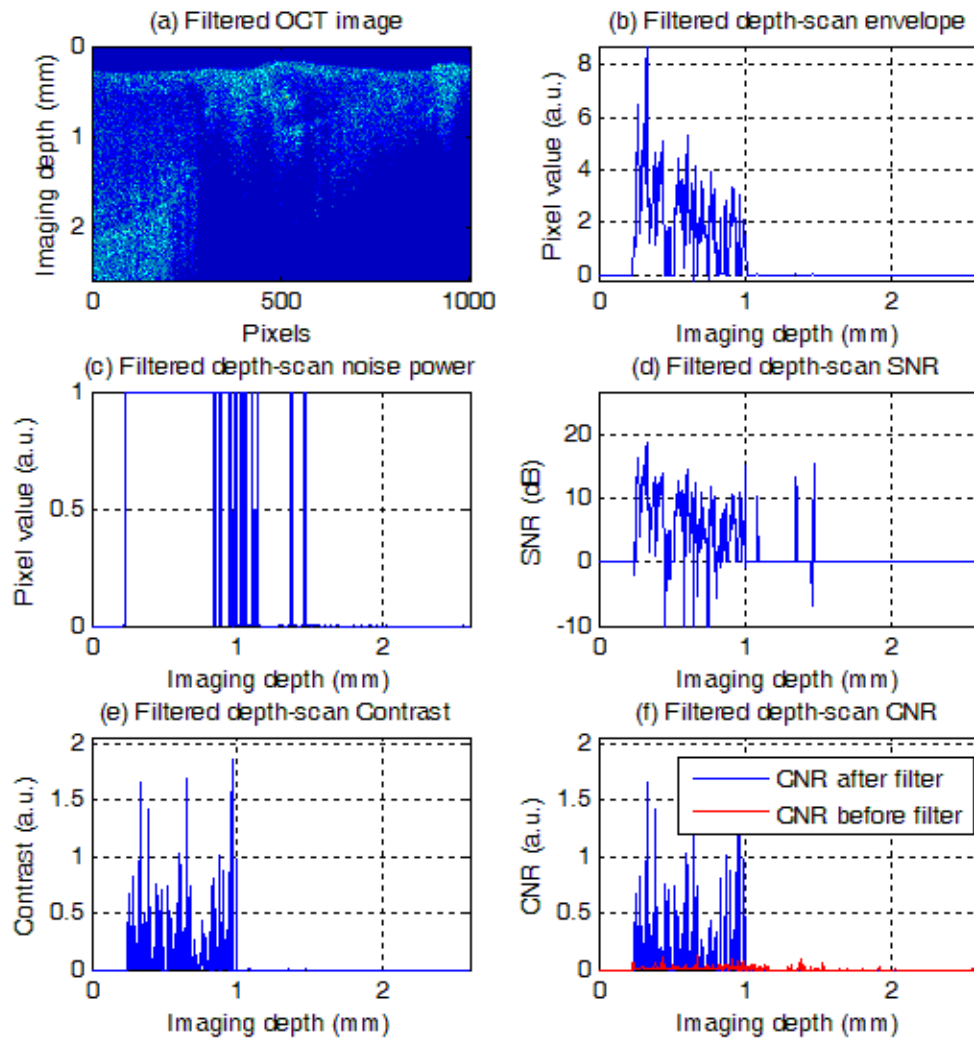 (a) Filtered OCT image
0
1
2
Imaging depth (mm)
0 500 1000
Pixels
(b) Filtered depth-scan envelope
8
6
4
2
0
Pixel value (a.u.)
0 1 2
Imaging depth (mm)
(c) Filtered depth-scan noise power
1
0.5
0
Pixel value (a.u.)
0 1 2
Imaging depth (mm)
(d) Filtered depth-scan SNR
20
10
0
-10
SNR (dB)
0 1 2
Imaging depth (mm)
(e) Filtered depth-scan Contrast
2
1.5
1
0.5
0
Contrast (a.u.)
0 1 2
Imaging depth (mm)
(f) Filtered depth-scan CNR
2
1.5
1
0.5
0
CNR (a.u.)
CNR after filter
CNR before filter
0 1 2
Imaging depth (mm)